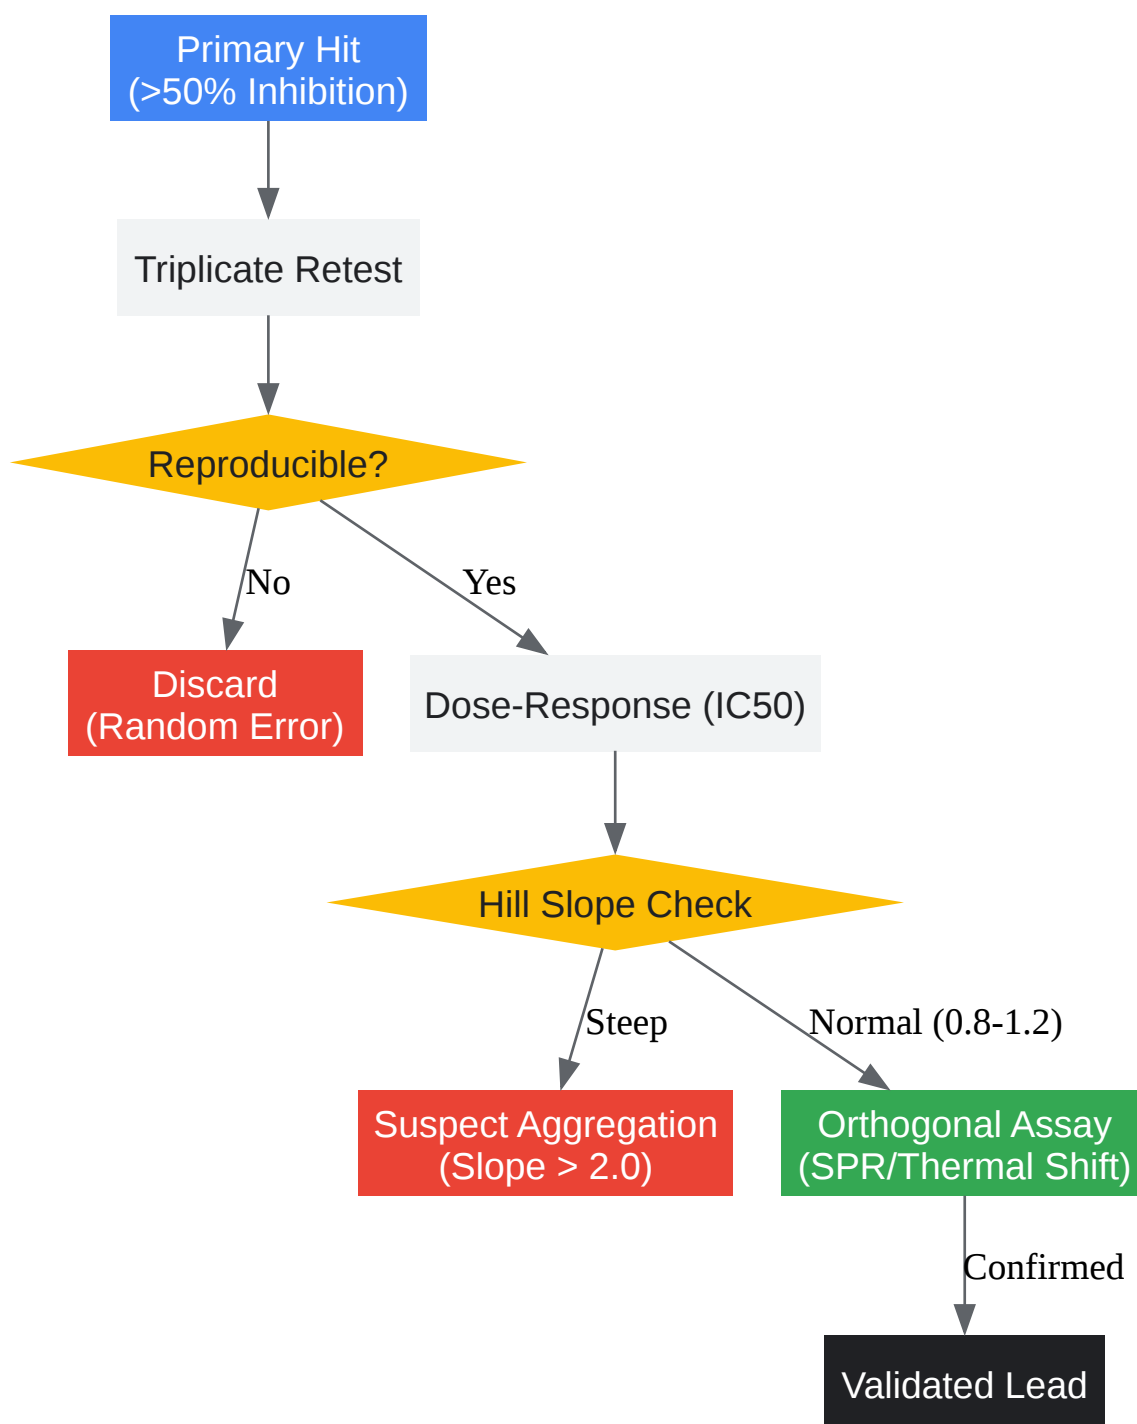 Primary Hit
(>50% Inhibition)
Triplicate Retest
Reproducible?
No
Yes
Discard
(Random Error)
Dose-Response (IC50)
Hill Slope Check
Steep
Normal (0.8-1.2)
Suspect Aggregation
(Slope > 2.0)
Orthogonal Assay
(SPR/Thermal Shift)
Confirmed
Validated Lead